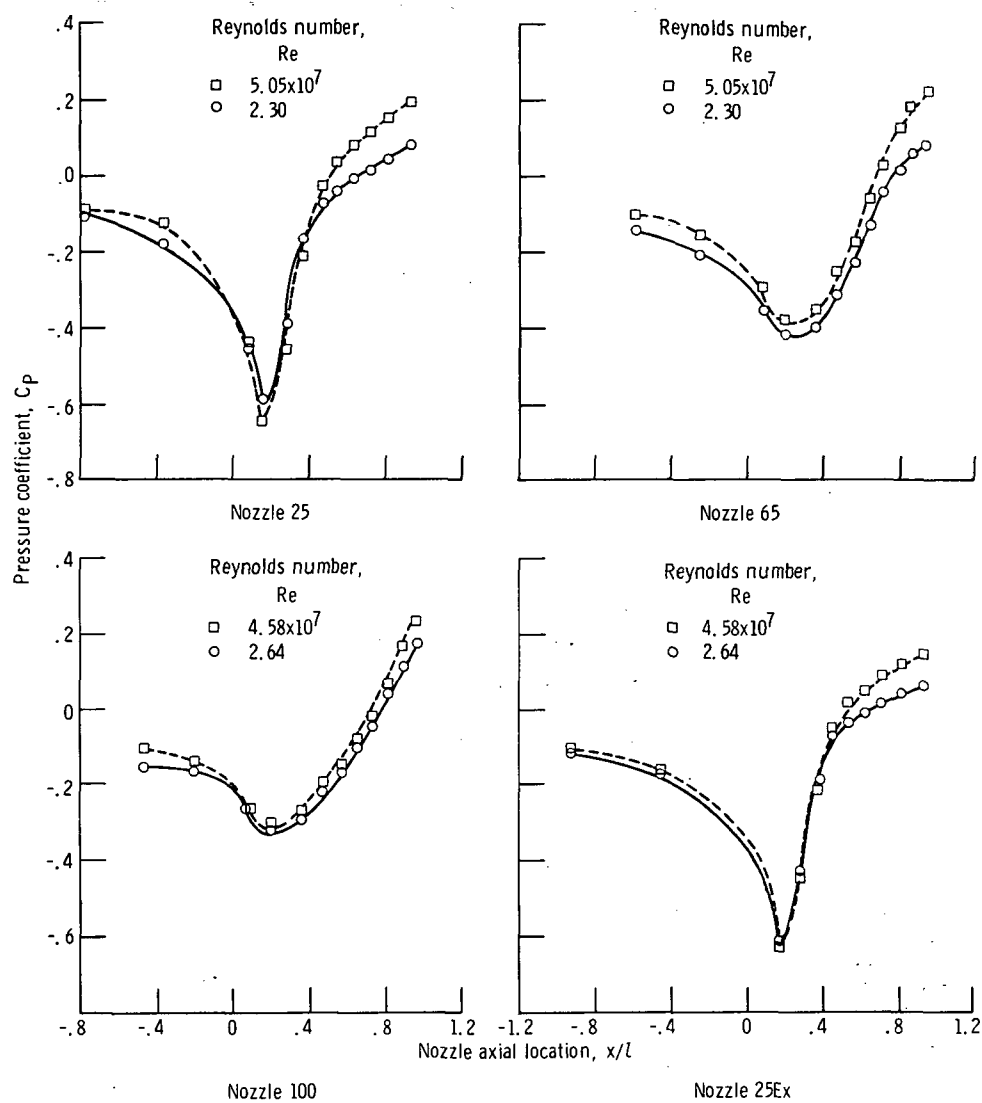 Pressure coefficient, Cp
.4
.2
.0
-.2
-.4
-.6
-.8
Reynolds number,
Re
5.05x10^7
2.30
Nozzle 25
Reynolds number,
Re
5.05x10^7
2.30
Nozzle 65
.4
.2
0
-.2
-.4
-.6
Reynolds number,
Re
4.58x10^7
2.64
-.8 -.4 0 .4 .8 1.2
Nozzle 100
Reynolds number,
Re
4.58x10^7
2.64
-1.2 -.8 -.4 0 .4 .8 1.2
Nozzle axial location, x/l
Nozzle 25Ex